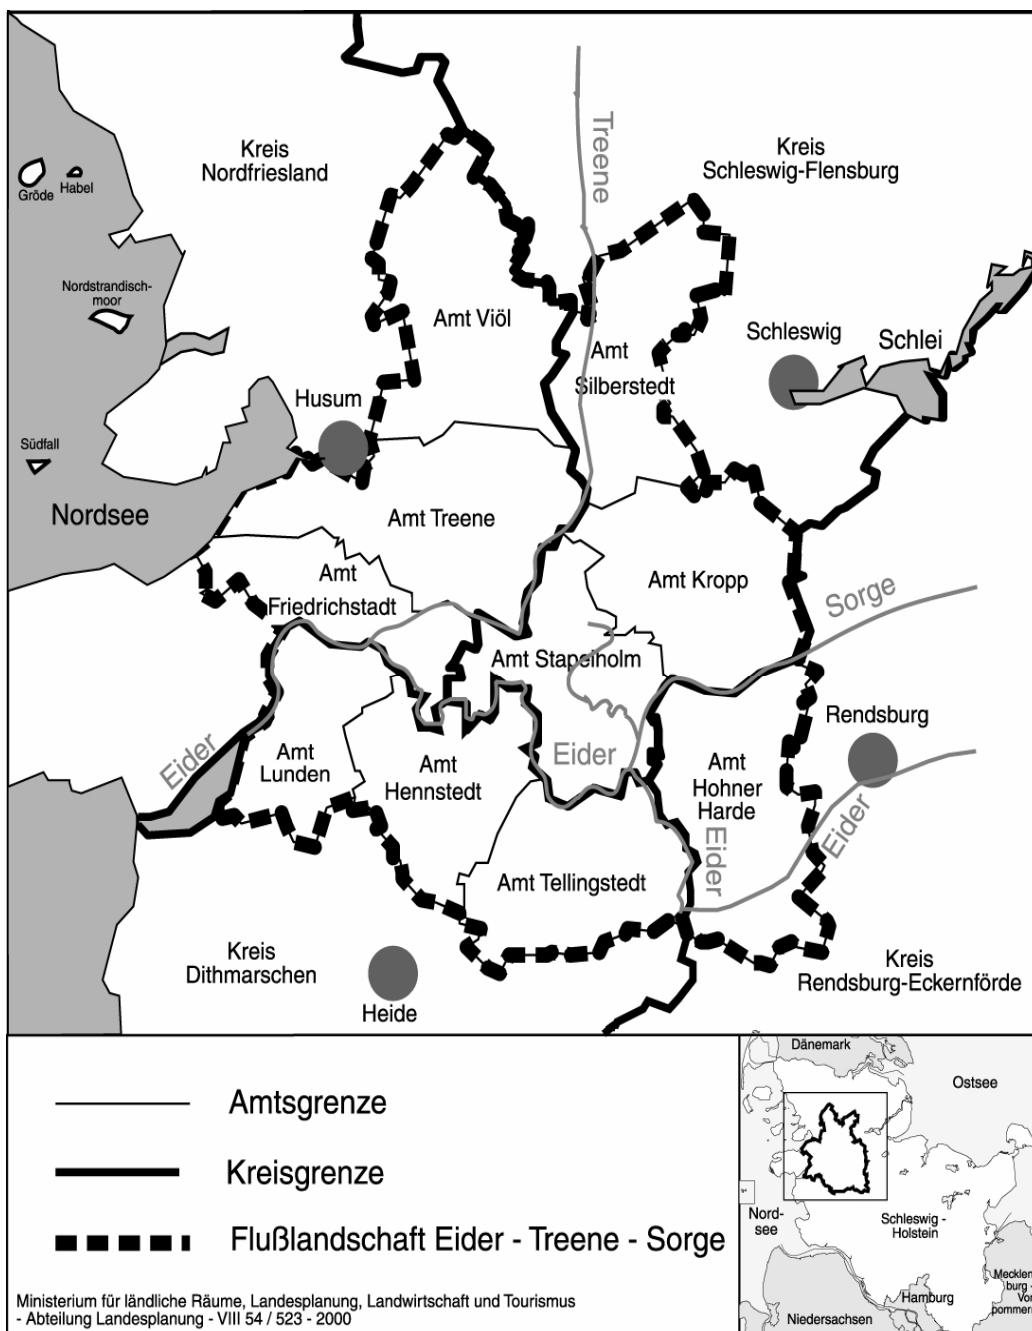 Treene
Kreis
Nordfriesland
Kreis
Schleswig-Flensburg
Gröde
Habel
Nordstrandisch-
moor
Amt Viöl
Amt
Silberstedt
Schleswig
Schlei
Husum
Südfall
Nordsee
Amt Treene
Amt
Friedrichstadt
Amt Kropp
Sorge
Amt Stapelholm
Eider
Amt
Lunden
Amt
Hennstedt
Eider
Amt
Hohner
Harde
Rendsburg
Eider
Eider
Amt Tellingstedt
Kreis
Dithmarschen
Heide
Kreis
Rendsburg-Eckernförde
Amtsgrenze
Kreisgrenze
Flußlandschaft Eider - Treene - Sorge
Ministerium für ländliche Räume, Landesplanung, Landwirtschaft und Tourismus
- Abteilung Landesplanung - VIII 54 / 523 - 2000
Dänemark
Ostsee
Nord-
see
Schleswig -
Holstein
Hamburg
Niedersachsen
Mecklen
burg -
Vor
pommern